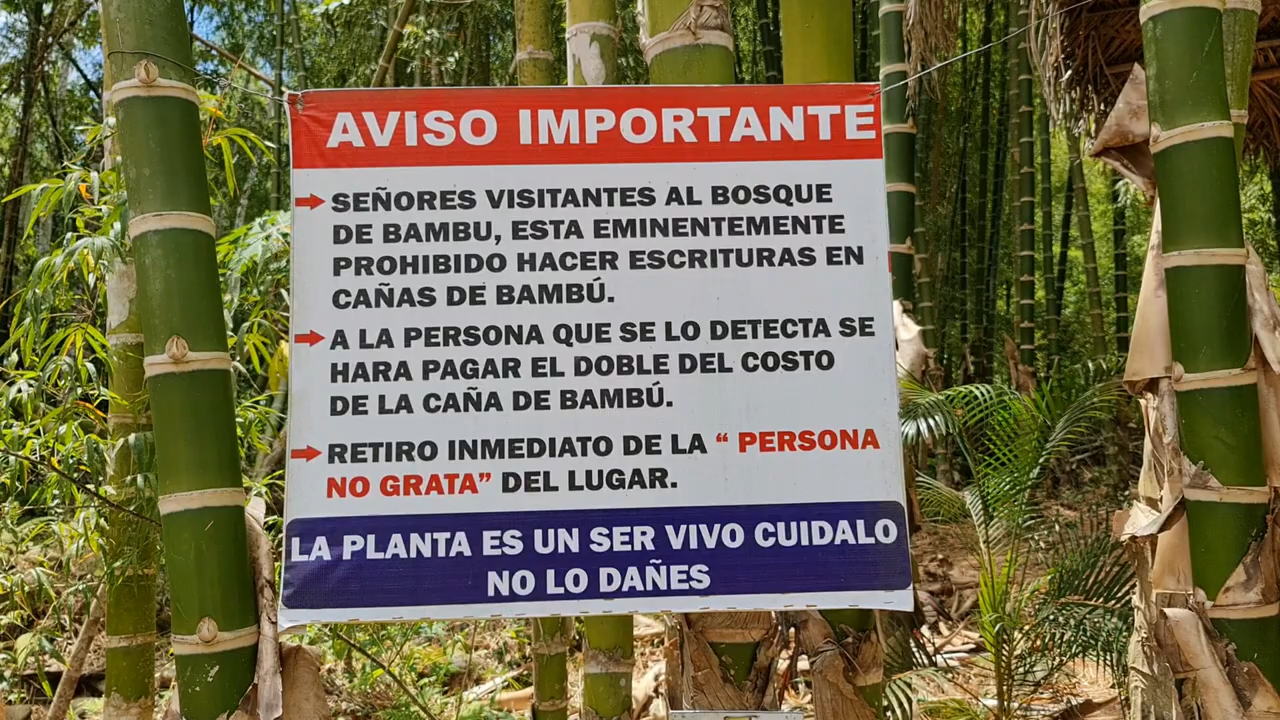 AVISO IMPORTANTE
SEÑORES VISITANTES AL BOSQUE
DE BAMBU, ESTA EMINENTEMENTE
PROHIBIDO HACER ESCRITURAS EN
CAÑAS DE BAMBÚ.
A LA PERSONA QUE SE LO DETECTA SE
HARA PAGAR EL DOBLE DEL COSTO
DE LA CAÑA DE BAMBÚ.
RETIRO INMEDIATO DE LA “ PERSONA
NO GRATA” DEL LUGAR.
LA PLANTA ES UN SER VIVO CUIDALO
NO LO DAÑES